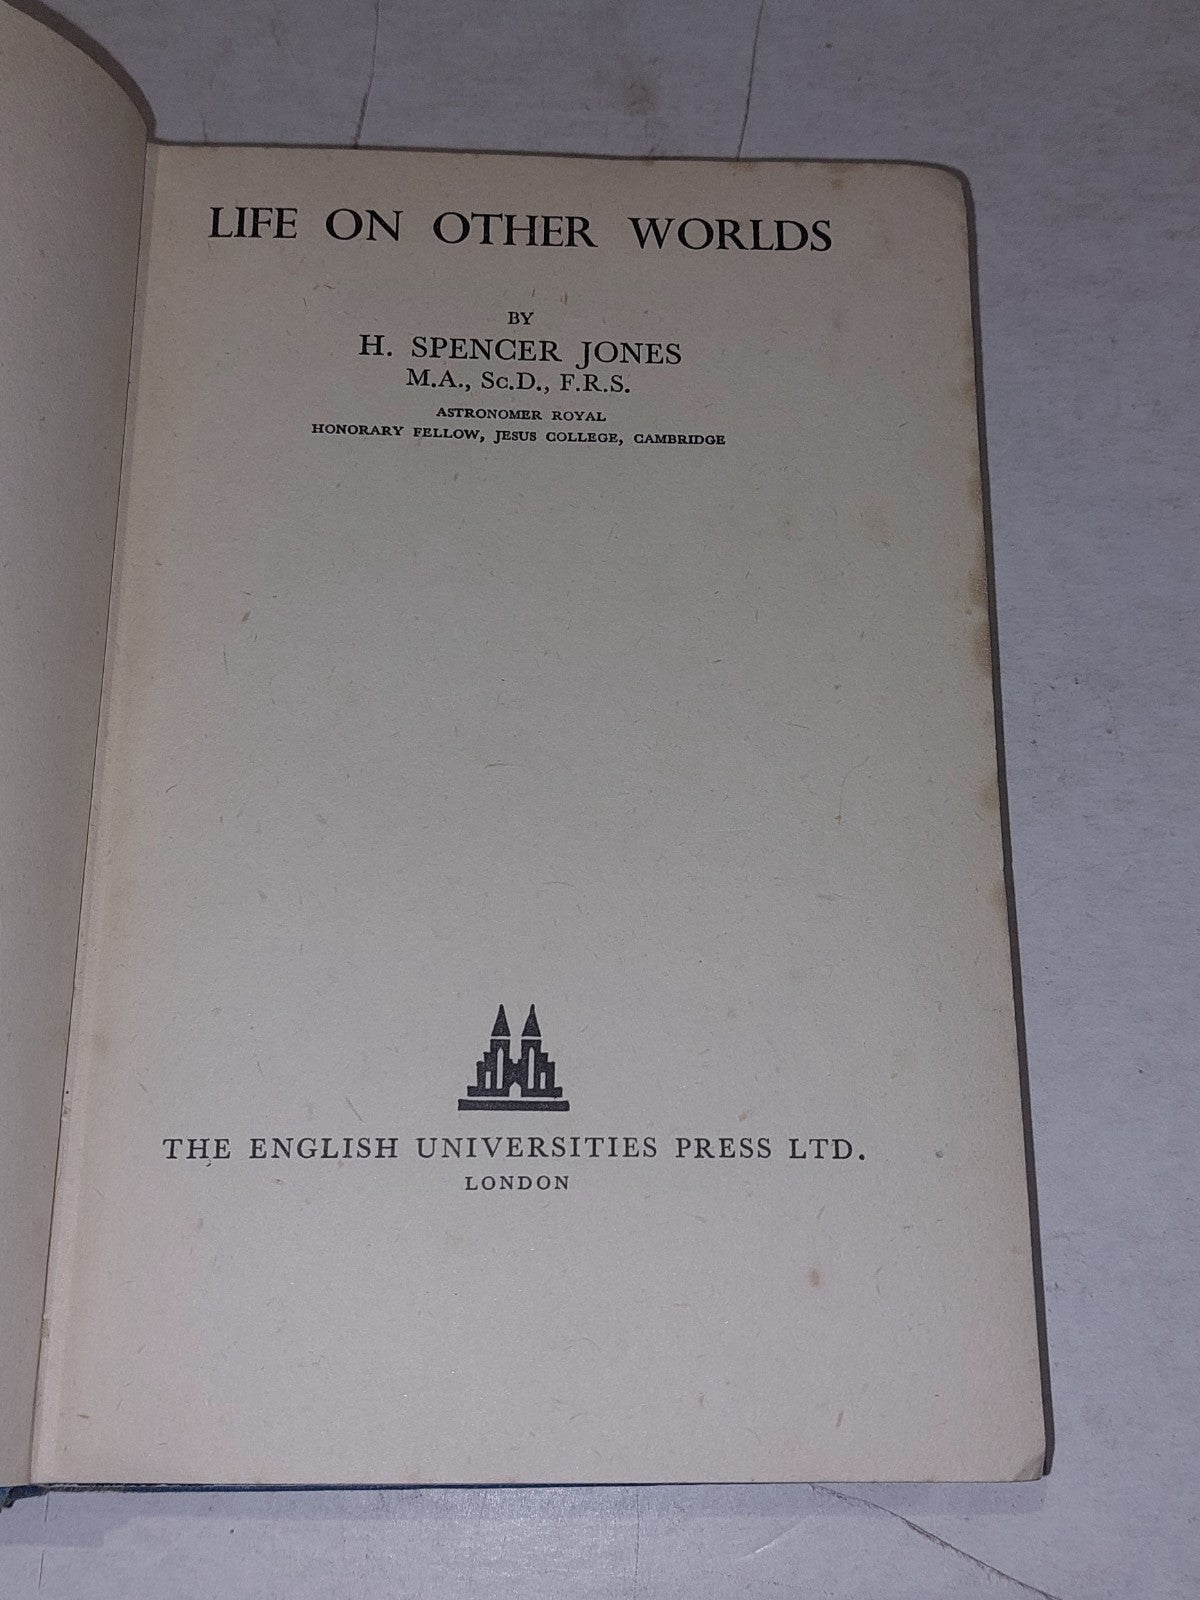 LIFE ON OTHER WORLDS
BY
H. SPENCER JONES
M.A., Sc.D., F.R.S.
ASTRONOMER ROYAL
HONORARY FELLOW, JESUS COLLEGE, CAMBRIDGE
THE ENGLISH UNIVERSITIES PRESS LTD.
LONDON